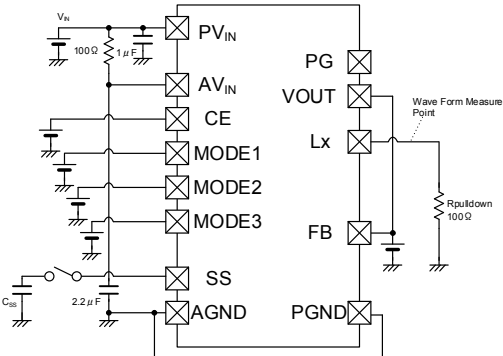 VIN
PVIN
100Ω
1μF
PG
AVIN
VOUT
Wave Form Measure
Point
CE
Lx
MODE1
MODE2
Rpulldown
100Ω
MODE3
FB
SS
CSS
2.2μF
AGND
PGND